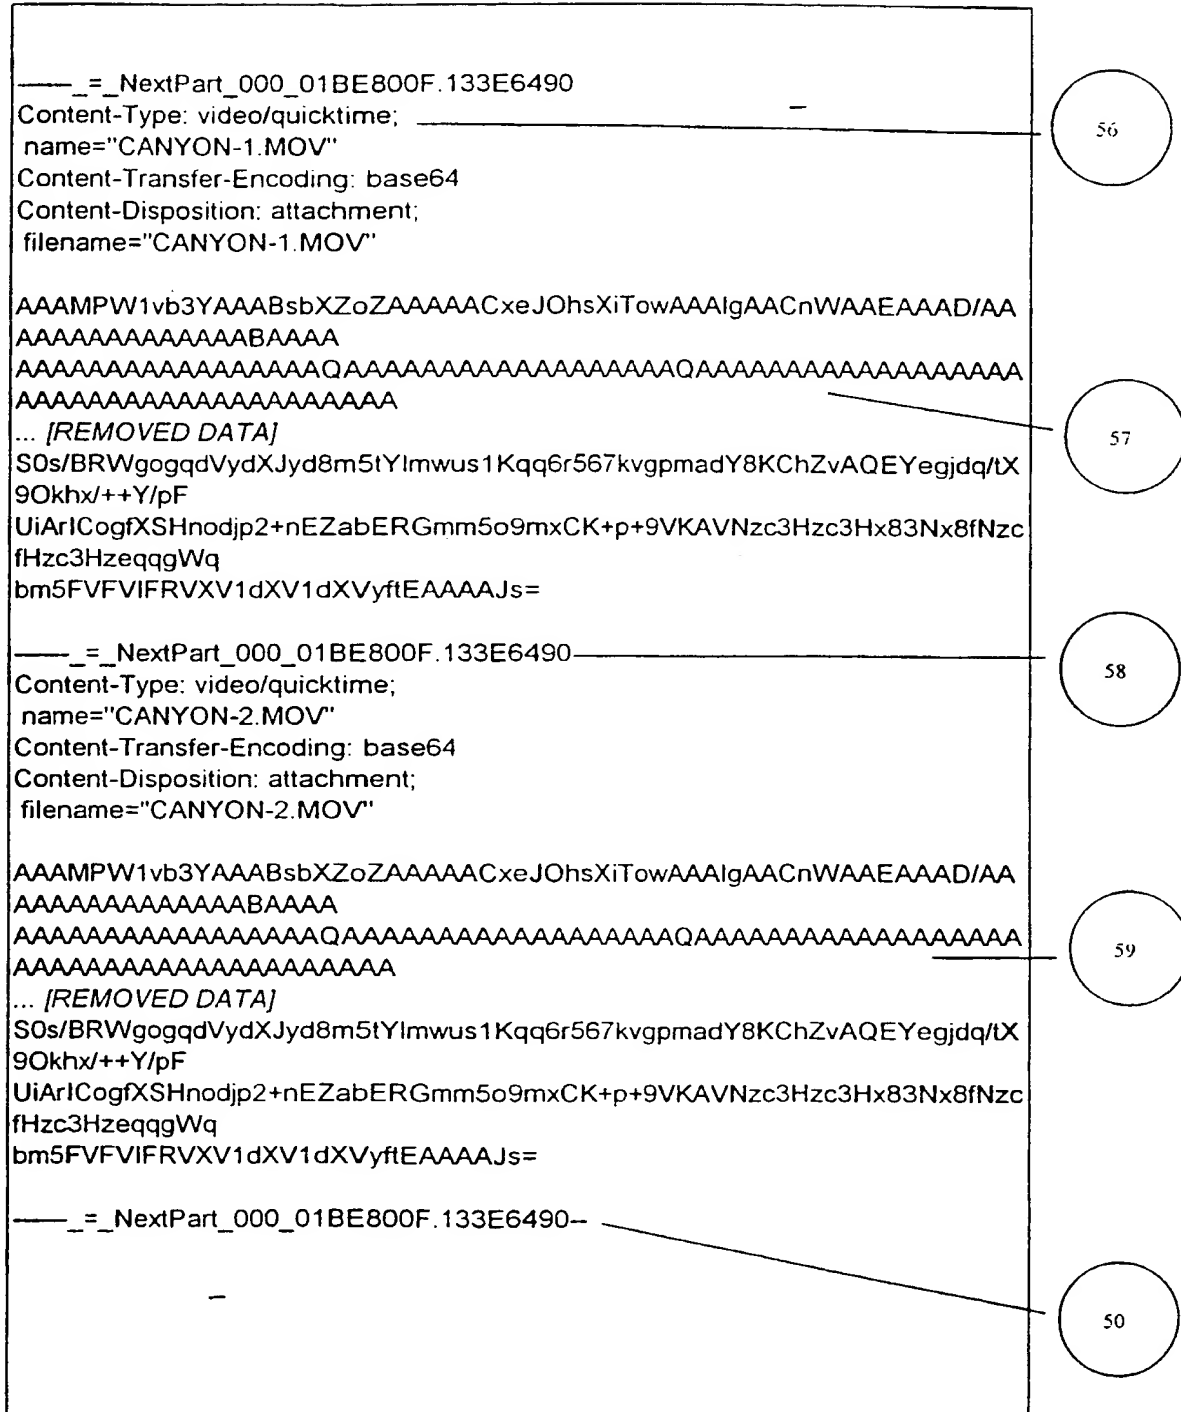 ——_=_NextPart_000_01BE800F.133E6490
Content-Type: video/quicktime;
name="CANYON-1.MOV"
Content-Transfer-Encoding: base64
Content-Disposition: attachment;
filename="CANYON-1.MOV"
AAAMPW1vb3YAAABsbXZoZAAAAACxeJOhsXiTowAAAlgAACnWAAEAAAD/AA
AAAAAAAAAAAAABAAAA
AAAAAAAAAAAAAAAAAQAAAAAAAAAAAAAAAAAAQAAAAAAAAAAAAAAAAAA
AAAAAAAAAAAAAAAAAAAAA
... [REMOVED DATA]
S0s/BRWgogqdVydXJyd8m5tYlmwus1Kqq6r567kvgpmadY8KChZvAQEYegjdq/tX
9Okhx/++Y/pF
UiArlCogfXSHnodjp2+nEZabERGmm5o9mxCK+p+9VKAVNzc3Hzc3Hx83Nx8fNzc
fHzc3HzeqqgWq
bm5FVFVIFRVXV1dXV1dXVyftEAAAAJs=
——_=_NextPart_000_01BE800F.133E6490
Content-Type: video/quicktime;
name="CANYON-2.MOV"
Content-Transfer-Encoding: base64
Content-Disposition: attachment;
filename="CANYON-2.MOV"
AAAMPW1vb3YAAABsbXZoZAAAAACxeJOhsXiTowAAAlgAACnWAAEAAAD/AA
AAAAAAAAAAAAABAAAA
AAAAAAAAAAAAAAAAAQAAAAAAAAAAAAAAAAAAQAAAAAAAAAAAAAAAAAA
AAAAAAAAAAAAAAAAAAAAA
... [REMOVED DATA]
S0s/BRWgogqdVydXJyd8m5tYlmwus1Kqq6r567kvgpmadY8KChZvAQEYegjdq/tX
9Okhx/++Y/pF
UiArlCogfXSHnodjp2+nEZabERGmm5o9mxCK+p+9VKAVNzc3Hzc3Hx83Nx8fNzc
fHzc3HzeqqgWq
bm5FVFVIFRVXV1dXV1dXVyftEAAAAJs=
——_=_NextPart_000_01BE800F.133E6490--
56
57
58
59
50